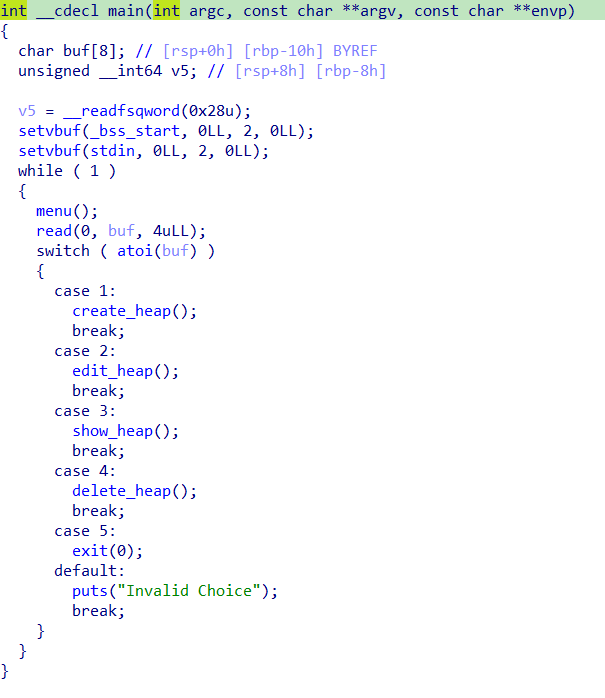 int __cdecl main(int argc, const char **argv, const char **envp)
{
  char buf[8]; // [rsp+0h] [rbp-10h] BYREF
  unsigned __int64 v5; // [rsp+8h] [rbp-8h]

  v5 = __readfsqword(0x28u);
  setvbuf(_bss_start, 0LL, 2, 0LL);
  setvbuf(stdin, 0LL, 2, 0LL);
  while ( 1 )
  {
    menu();
    read(0, buf, 4uLL);
    switch ( atoi(buf) )
    {
      case 1:
        create_heap();
        break;
      case 2:
        edit_heap();
        break;
      case 3:
        show_heap();
        break;
      case 4:
        delete_heap();
        break;
      case 5:
        exit(0);
      default:
        puts("Invalid Choice");
        break;
    }
  }
}